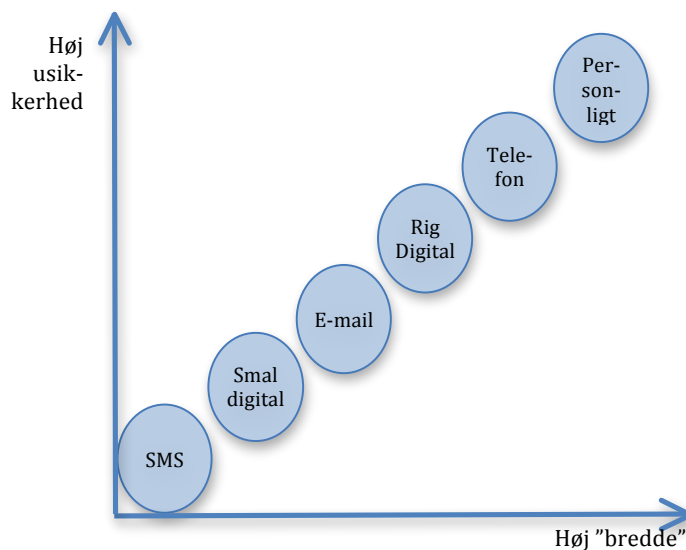 Høj
usik-
kerhed
Per-
son-
ligt
Tele-
fon
Rig
Digital
E-mail
Smal
digital
SMS
Høj ”bredde”